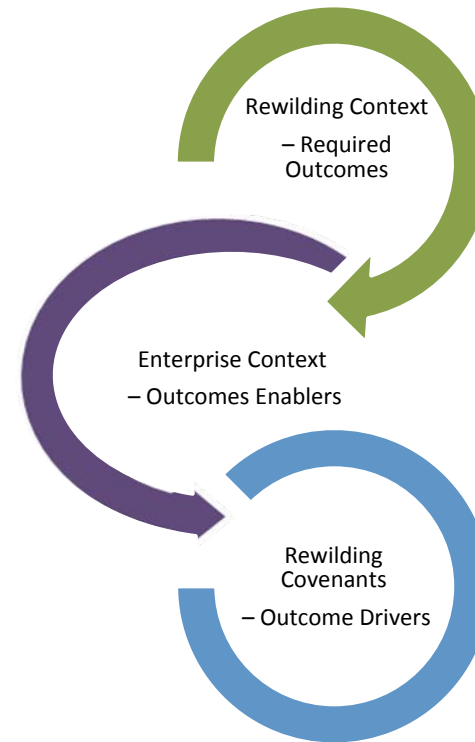 Rewilding Context
– Required
Outcomes
Enterprise Context
– Outcomes Enablers
Rewilding
Covenants
– Outcome Drivers